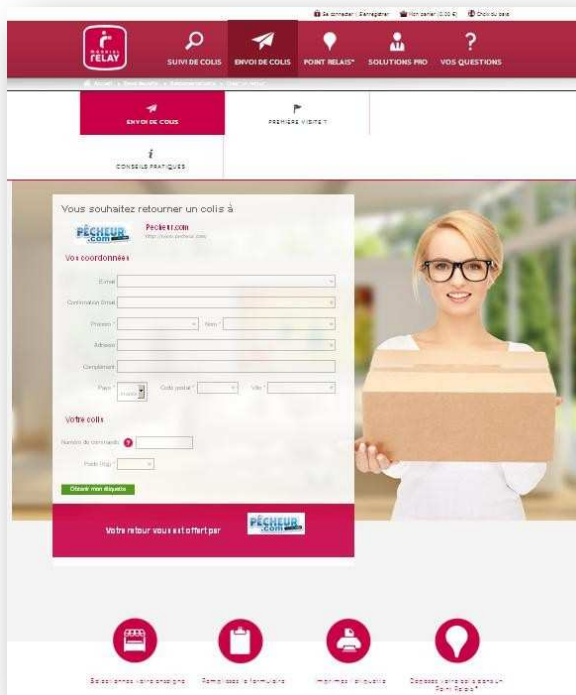 Se connecter | S'enregistrer Mon panier (0,00 €) Choix du pays
MONDIAL
RELAY
SUIVI DE COLIS ENVOI DE COLIS POINT RELAIS® SOLUTIONS PRO VOS QUESTIONS
ENVOI DE COLIS PREMIÈRE VISITE ?
CONSEILS PRATIQUES
Vous souhaitez retourner un colis à
PÊCHEUR
.com
Pecheur.com
Vos coordonnées
E-mail
Confirmation Email
Prénom * Nom *
Adresse
Complément
Pays * Code postal * Ville *
Votre colis
Numéro de commande ?
Poids (Kg) *
Obtenir mon étiquette
Votre retour vous est offert par PÊCHEUR
.com
Sélectionnez votre enseigne Remplissez le formulaire Imprimez l'étiquette Déposez votre colis dans un
Point Relais®